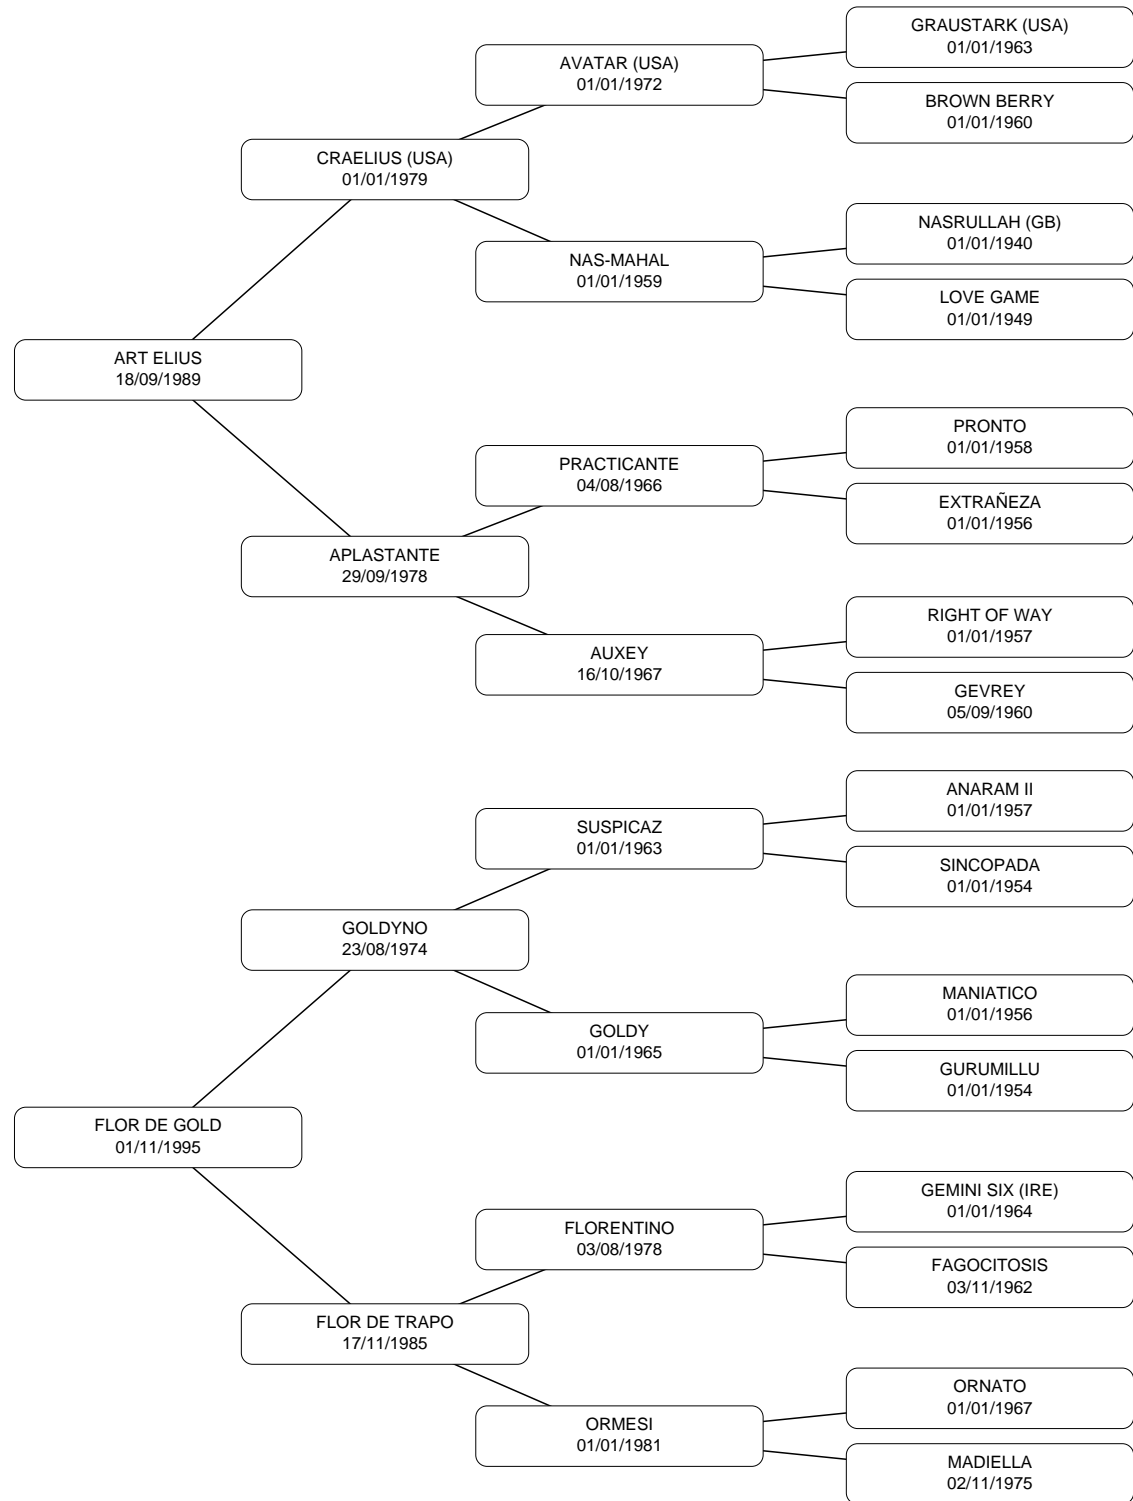 GRAUSTARK (USA)
01/01/1963
AVATAR (USA)
01/01/1972
BROWN BERRY
01/01/1960
CRAELIUS (USA)
01/01/1979
NASRULLAH (GB)
01/01/1940
NAS-MAHAL
01/01/1959
LOVE GAME
01/01/1949
ART ELIUS
18/09/1989
PRONTO
01/01/1958
PRACTICANTE
04/08/1966
EXTRAÑEZA
01/01/1956
APLASTANTE
29/09/1978
RIGHT OF WAY
01/01/1957
AUXEY
16/10/1967
GEVREY
05/09/1960
ANARAM II
01/01/1957
SUSPICAZ
01/01/1963
SINCOPADA
01/01/1954
GOLDYNO
23/08/1974
MANIATICO
01/01/1956
GOLDY
01/01/1965
GURUMILLU
01/01/1954
FLOR DE GOLD
01/11/1995
GEMINI SIX (IRE)
01/01/1964
FLORENTINO
03/08/1978
FAGOCITOSIS
03/11/1962
FLOR DE TRAPO
17/11/1985
ORNATO
01/01/1967
ORMESI
01/01/1981
MADIELLA
02/11/1975